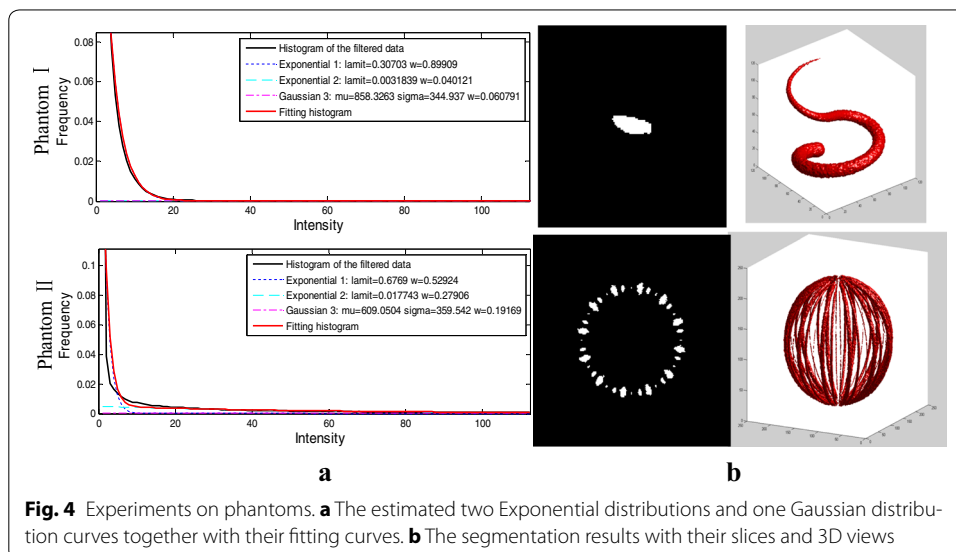 Phantom I
Frequency
0.08
0.06
0.04
0.02
0
0 20 40 60 80 100
Intensity
Histogram of the filtered data
Exponential 1: lamit=0.30703 w=0.89909
Exponential 2: lamit=0.0031839 w=0.040121
Gaussian 3: mu=858.3263 sigma=344.937 w=0.060791
Fitting histogram
Phantom II
Frequency
0.1
0.08
0.06
0.04
0.02
0
0 20 40 60 80 100
Intensity
Histogram of the filtered data
Exponential 1: lamit=0.6769 w=0.52924
Exponential 2: lamit=0.017743 w=0.27906
Gaussian 3: mu=609.0504 sigma=359.542 w=0.19169
Fitting histogram
a
b
Fig. 4 Experiments on phantoms. a The estimated two Exponential distributions and one Gaussian distribu-
tion curves together with their fitting curves. b The segmentation results with their slices and 3D views